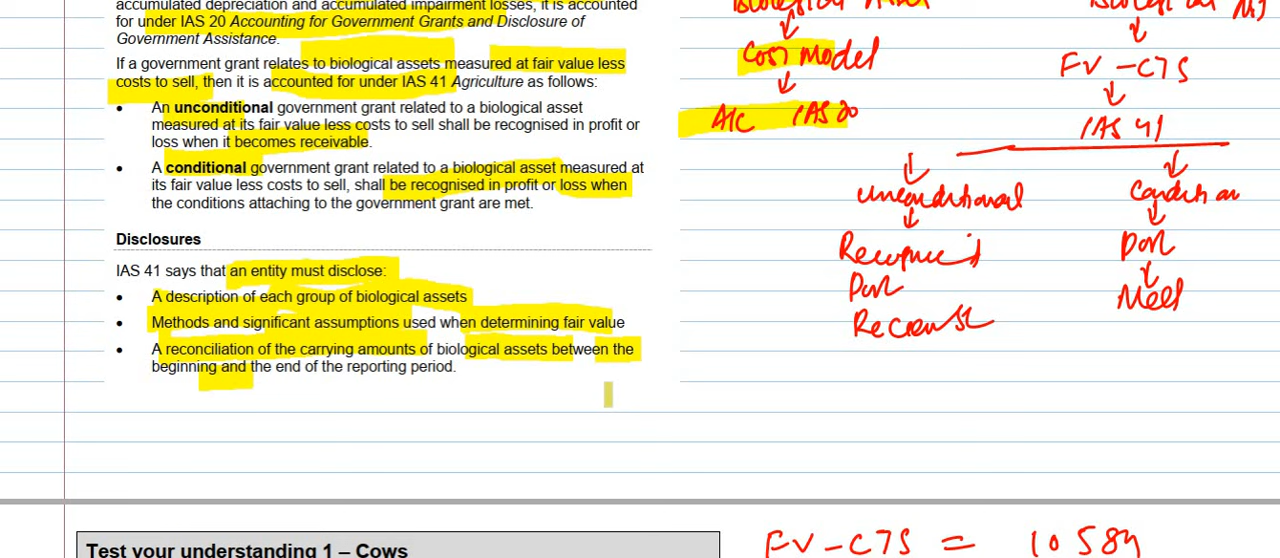 accumulated depreciation and accumulated impairment losses, it is accounted
for under IAS 20 Accounting for Government Grants and Disclosure of
Government Assistance.
If a government grant relates to biological assets measured at fair value less
costs to sell, then it is accounted for under IAS 41 Agriculture as follows:
• An unconditional government grant related to a biological asset
measured at its fair value less costs to sell shall be recognised in profit or
loss when it becomes receivable.
• A conditional government grant related to a biological asset measured at
its fair value less costs to sell, shall be recognised in profit or loss when
the conditions attaching to the government grant are met.
Disclosures
IAS 41 says that an entity must disclose:
• A description of each group of biological assets
• Methods and significant assumptions used when determining fair value
• A reconciliation of the carrying amounts of biological assets between the
beginning and the end of the reporting period.
Test your understanding 1 – Cows
Cost Model
A/C IAS 20
FV - CTS
IAS 41
unconditional
PorL
FV - CTS =